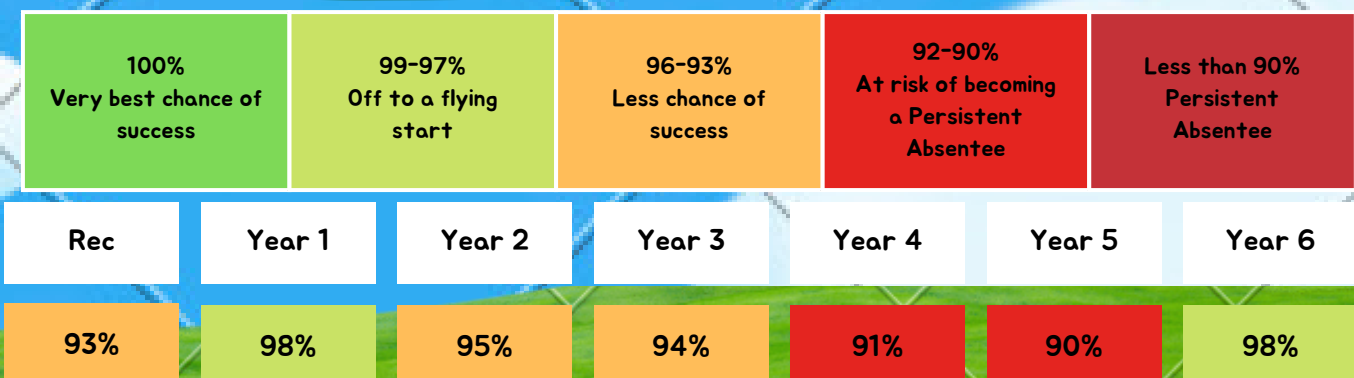 100%
Very best chance of
success
99-97%
Off to a flying
start
96-93%
Less chance of
success
92-90%
At risk of becoming
a Persistent
Absentee
Less than 90%
Persistent
Absentee
Rec
Year 1
Year 2
Year 3
Year 4
Year 5
Year 6
93%
98%
95%
94%
91%
90%
98%